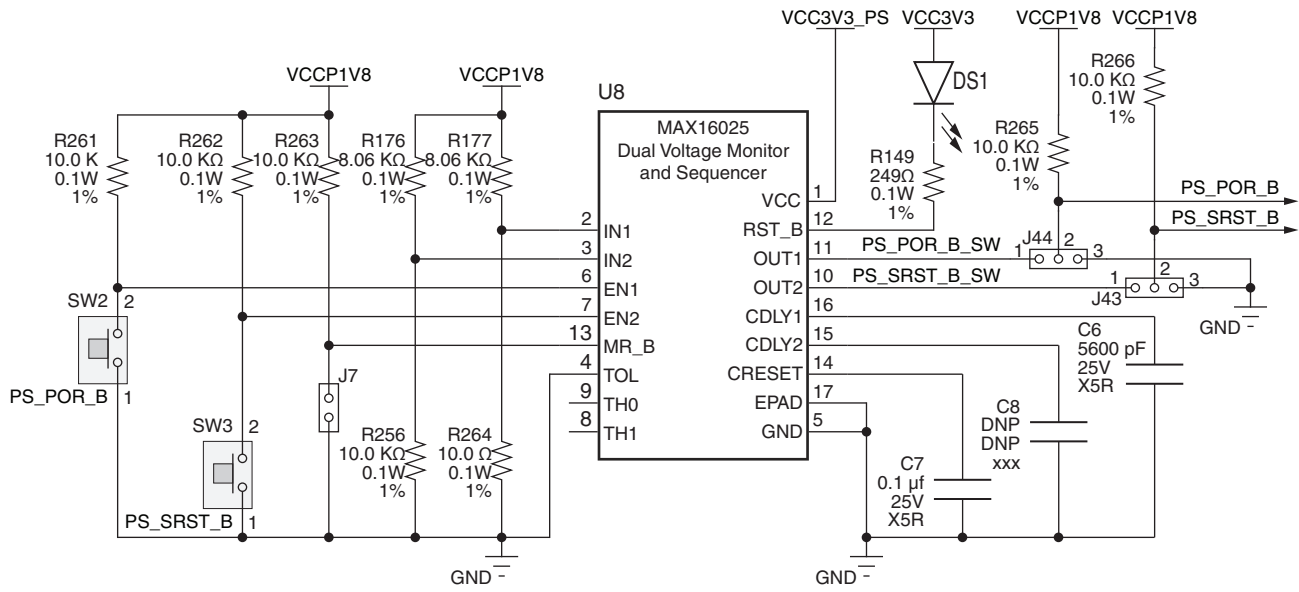 VCC3V3_PS VCC3V3 VCCP1V8 VCCP1V8
VCCP1V8
VCCP1V8
R261
10.0 K
0.1W
1%
R262
10.0 KΩ
0.1W
1%
R263
10.0 KΩ
0.1W
1%
R176
8.06 KΩ
0.1W
1%
R177
8.06 KΩ
0.1W
1%
U8
MAX16025
Dual Voltage Monitor
and Sequencer
2 IN1
3 IN2
6 EN1
7 EN2
13 MR_B
4 TOL
9 TH0
8 TH1
VCC 1
RST_B 12
OUT1 11
OUT2 10
CDLY1 16
CDLY2 15
CRESET 14
EPAD 17
GND 5
DS1
R149
249Ω
0.1W
1%
R265
10.0 KΩ
0.1W
1%
R266
10.0 KΩ
0.1W
1%
PS_POR_B
PS_SRST_B
PS_POR_B_SW
1 J44 2 3
PS_SRST_B_SW
1 2 3
J43
GND
SW2 2
PS_POR_B 1
SW3 2
PS_SRST_B 1
J7
R256
10.0 KΩ
0.1W
1%
R264
10.0 Ω
0.1W
1%
GND
C6
5600 pF
25V
X5R
C8
DNP
DNP
xxx
C7
0.1 µf
25V
X5R
GND